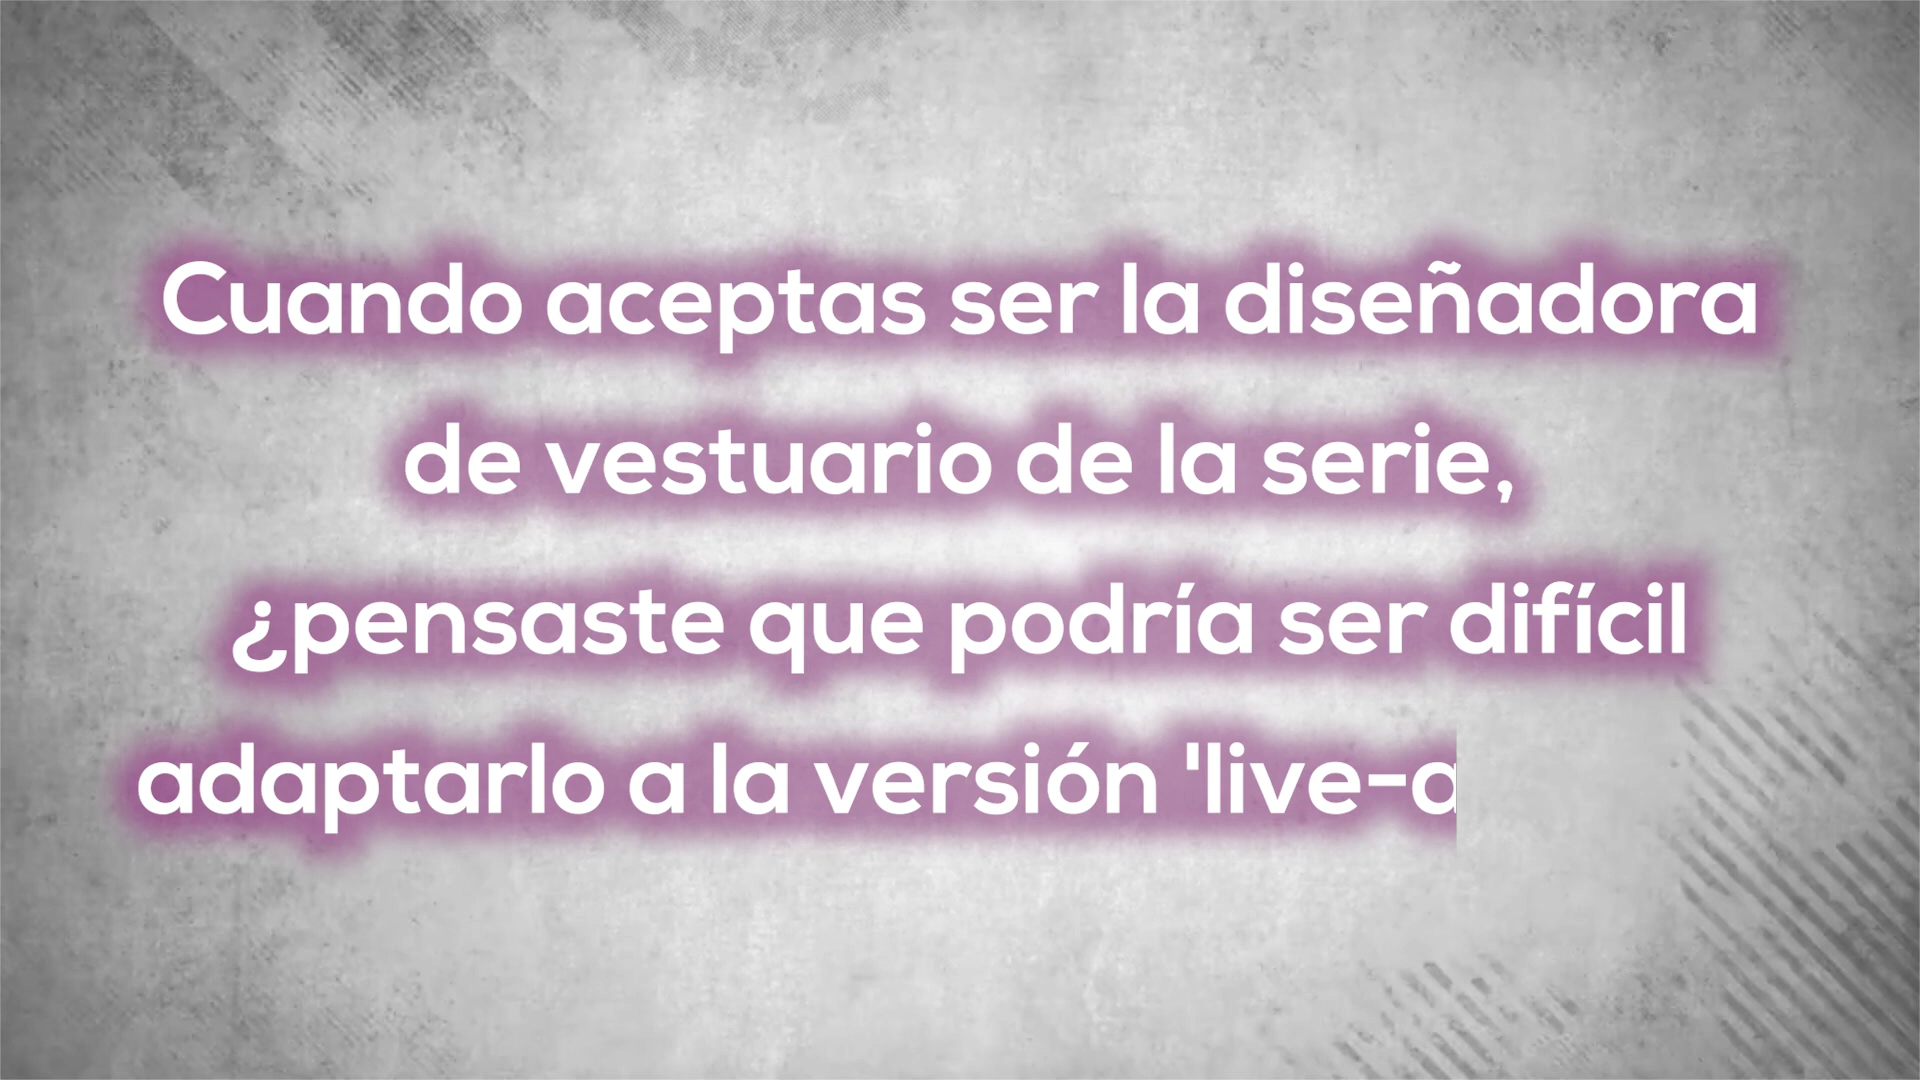 Cuando aceptas ser la diseñadora
de vestuario de la serie,
¿pensaste que podría ser difícil
adaptarlo a la versión 'live-a